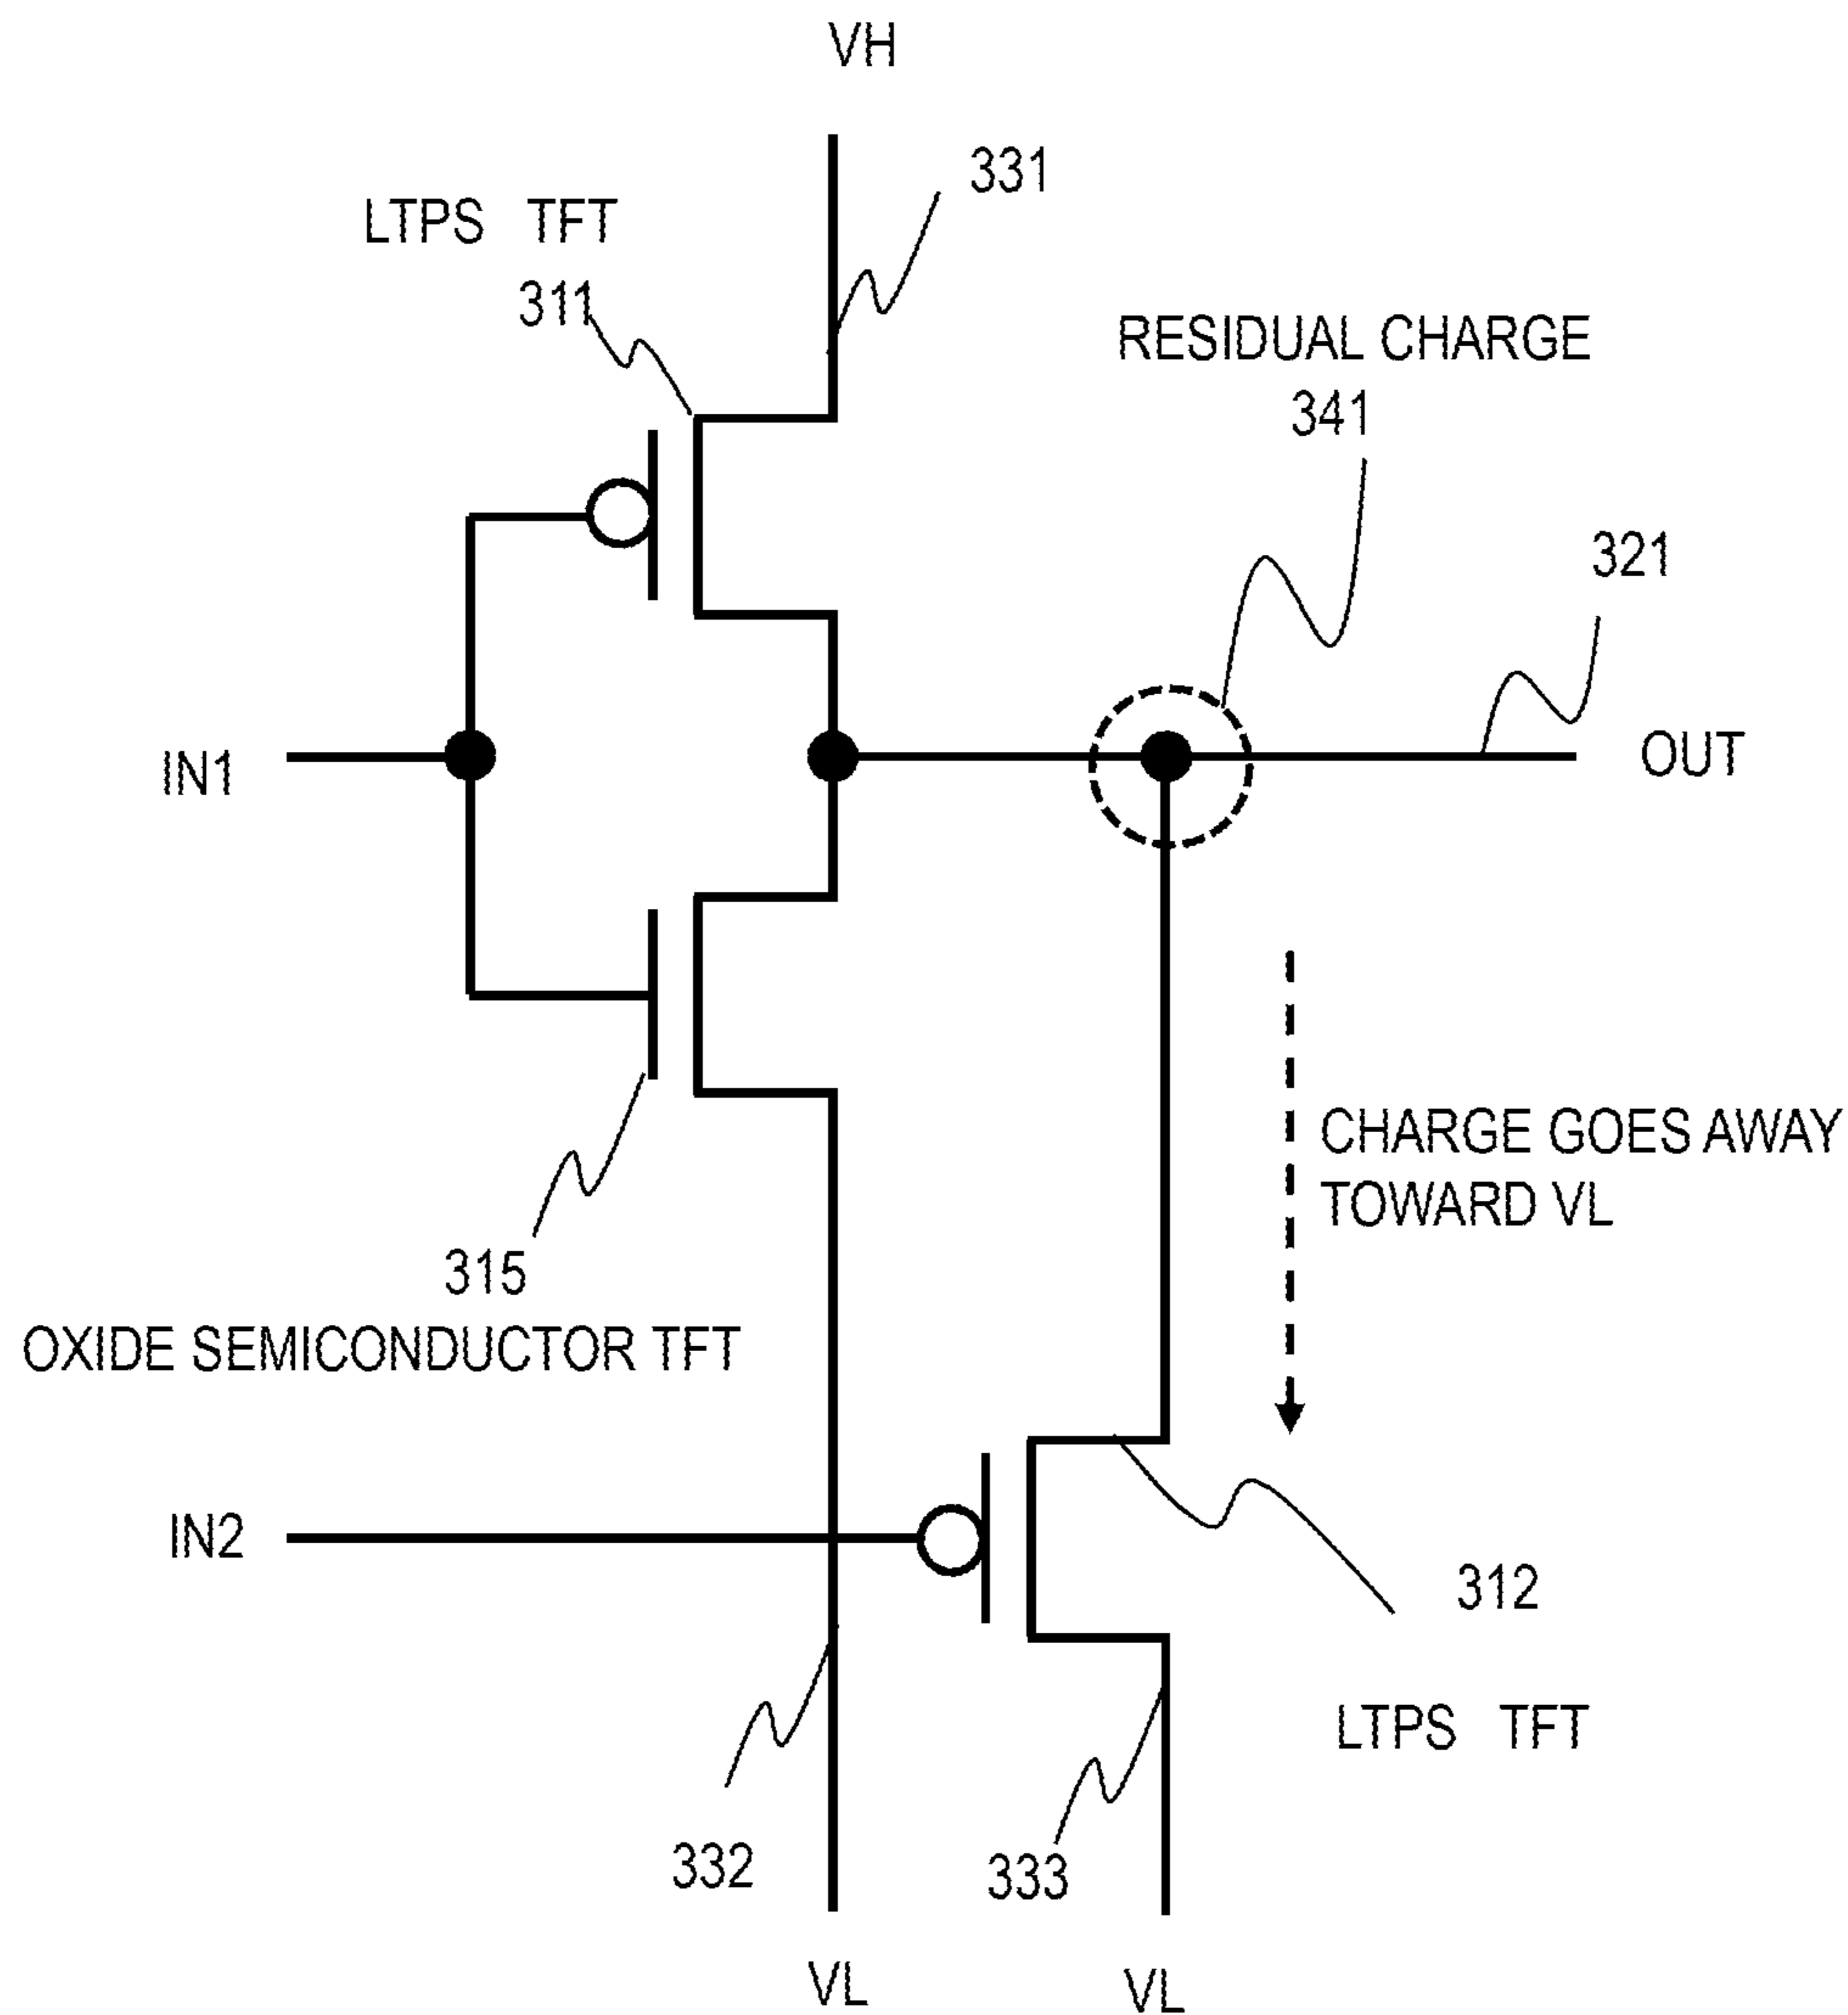 VH
331
LTPS TFT
311
RESIDUAL CHARGE
341
321
IN1
OUT
CHARGE GOES AWAY
TOWARD VL
315
OXIDE SEMICONDUCTOR TFT
IN2
312
LTPS TFT
332
333
VL
VL